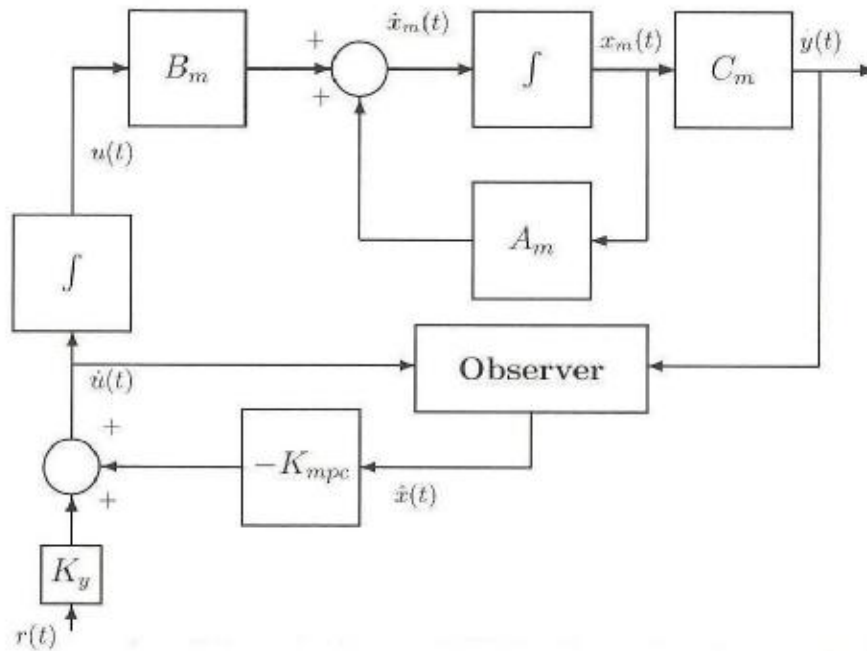 ẋ_m(t)
x_m(t)
y(t)
+
B_m
∫
C_m
+
u(t)
A_m
∫
Observer
u̇(t)
+
−K_mpc
+
x̂(t)
K_y
r(t)